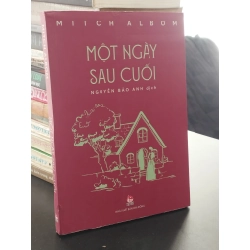 MITCH ALBOM
MỘT NGÀY
SAU CUỐI
NGUYỄN BẢO ANH DỊCH